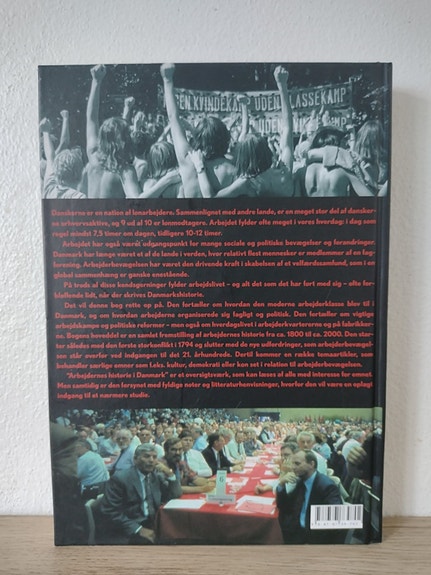 GEN KVINDEKAMP UDEN KLASSEKAMP
UDEN
Danskerne er en nation af lønarbejdere. Sammenlignet med andre lande, er en meget stor del af dansker-
ne erhvervsaktive, og 9 ud af 10 er lønmodtagere. Arbejdet fylder ofte meget i vores hverdag: i dag som
regel mindst 7,5 timer om dagen, tidligere 10-12 timer.
Arbejdet har også været udgangspunkt for mange sociale og politiske bevægelser og forandringer.
Danmark har længe været et af de lande i verden, hvor relativt flest mennesker er medlemmer af en fag-
forening. Arbejderbevægelsen har været den drivende kraft i skabelsen af et velfærdssamfund, som i en
global sammenhæng er ganske enestående.
På trods af disse kendsgerninger fylder arbejdslivet – og alt det som det har ført med sig – ofte for-
bløffende lidt, når der skrives Danmarkshistorie.
Det vil denne bog rette op på. Den fortæller om hvordan den moderne arbejderklasse blev til i
Danmark, og om hvordan arbejderne organiserede sig fagligt og politisk. Den fortæller om vigtige
arbejdskampe og politiske reformer – men også om hverdagslivet i arbejderkvartererne og på fabrikker-
ne. Bogens hoveddel er en samlet fremstilling af arbejdernes historie fra ca. 1800 til ca. 2000. Den star-
ter således med den første storkonflikt i 1794 og slutter med de nye udfordringer, som arbejderbevægel-
sen står overfor ved indgangen til det 21. århundrede. Dertil kommer en række temaartikler, som
behandler særlige emner som f.eks. kultur, demokrati eller køn set i relation til arbejderbevægelsen.
"Arbejdernes historie i Danmark" er et oversigtsværk, som kan læses af alle med interesse for emnet.
Men samtidig er den forsynet med fyldige noter og litteraturhenvisninger, hvorfor den vil være en oplagt
indgang til et nærmere studie.
6